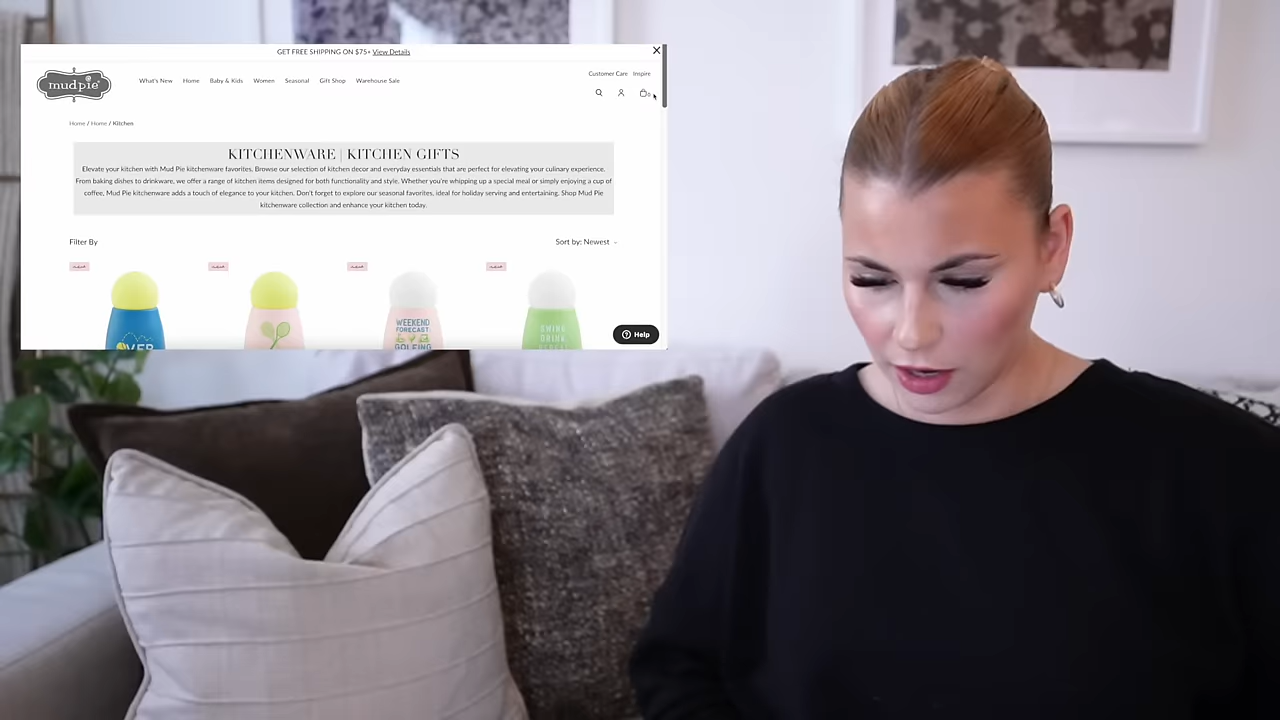 GET FREE SHIPPING ON $75+ View Details
mudpie
What's New Home Baby & Kids Women Seasonal Gift Shop Warehouse Sale
Customer Care Inspire
0
Home / Home / Kitchen
KITCHENWARE | KITCHEN GIFTS
Elevate your kitchen with Mud Pie kitchenware favorites, Browse our selection of kitchen decor and everyday essentials that are perfect for elevating your culinary experience.
From baking dishes to drinkware, we offer a range of kitchen items designed for both functionality and style. Whether you're whipping up a special meal or simply enjoying a cup of
coffee, Mud Pie kitchenware adds a touch of elegance to your kitchen. Don't forget to explore our seasonal favorites, ideal for holiday serving and entertaining. Shop Mud Pie
kitchenware collection and enhance your kitchen today.
Filter By
Sort by: Newest
WEEKEND
FORECAST:
GOLFING
DRINK
Help